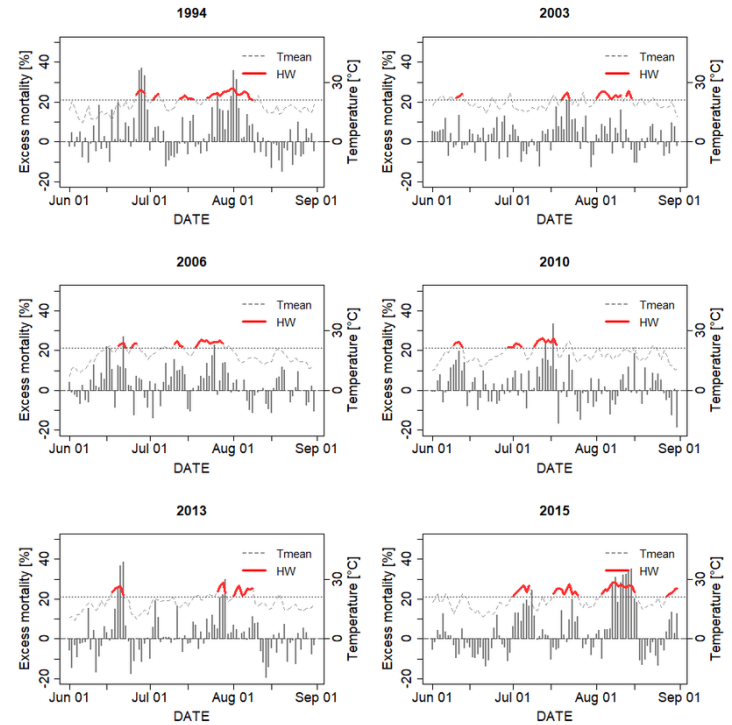 1994
Excess mortality [%]
40
20
0
-20
Tmean
HW
30
0
Temperature [°C]
Jun 01
Jul 01
Aug 01
Sep 01
DATE
2003
Excess mortality [%]
40
20
0
-20
Tmean
HW
30
0
Temperature [°C]
Jun 01
Jul 01
Aug 01
Sep 01
DATE
2006
Excess mortality [%]
40
20
0
-20
Tmean
HW
30
0
Temperature [°C]
Jun 01
Jul 01
Aug 01
Sep 01
DATE
2010
Excess mortality [%]
40
20
0
-20
Tmean
HW
30
0
Temperature [°C]
Jun 01
Jul 01
Aug 01
Sep 01
DATE
2013
Excess mortality [%]
40
20
0
-20
Tmean
HW
30
0
Temperature [°C]
Jun 01
Jul 01
Aug 01
Sep 01
DATE
2015
Excess mortality [%]
40
20
0
-20
Tmean
HW
30
0
Temperature [°C]
Jun 01
Jul 01
Aug 01
Sep 01
DATE